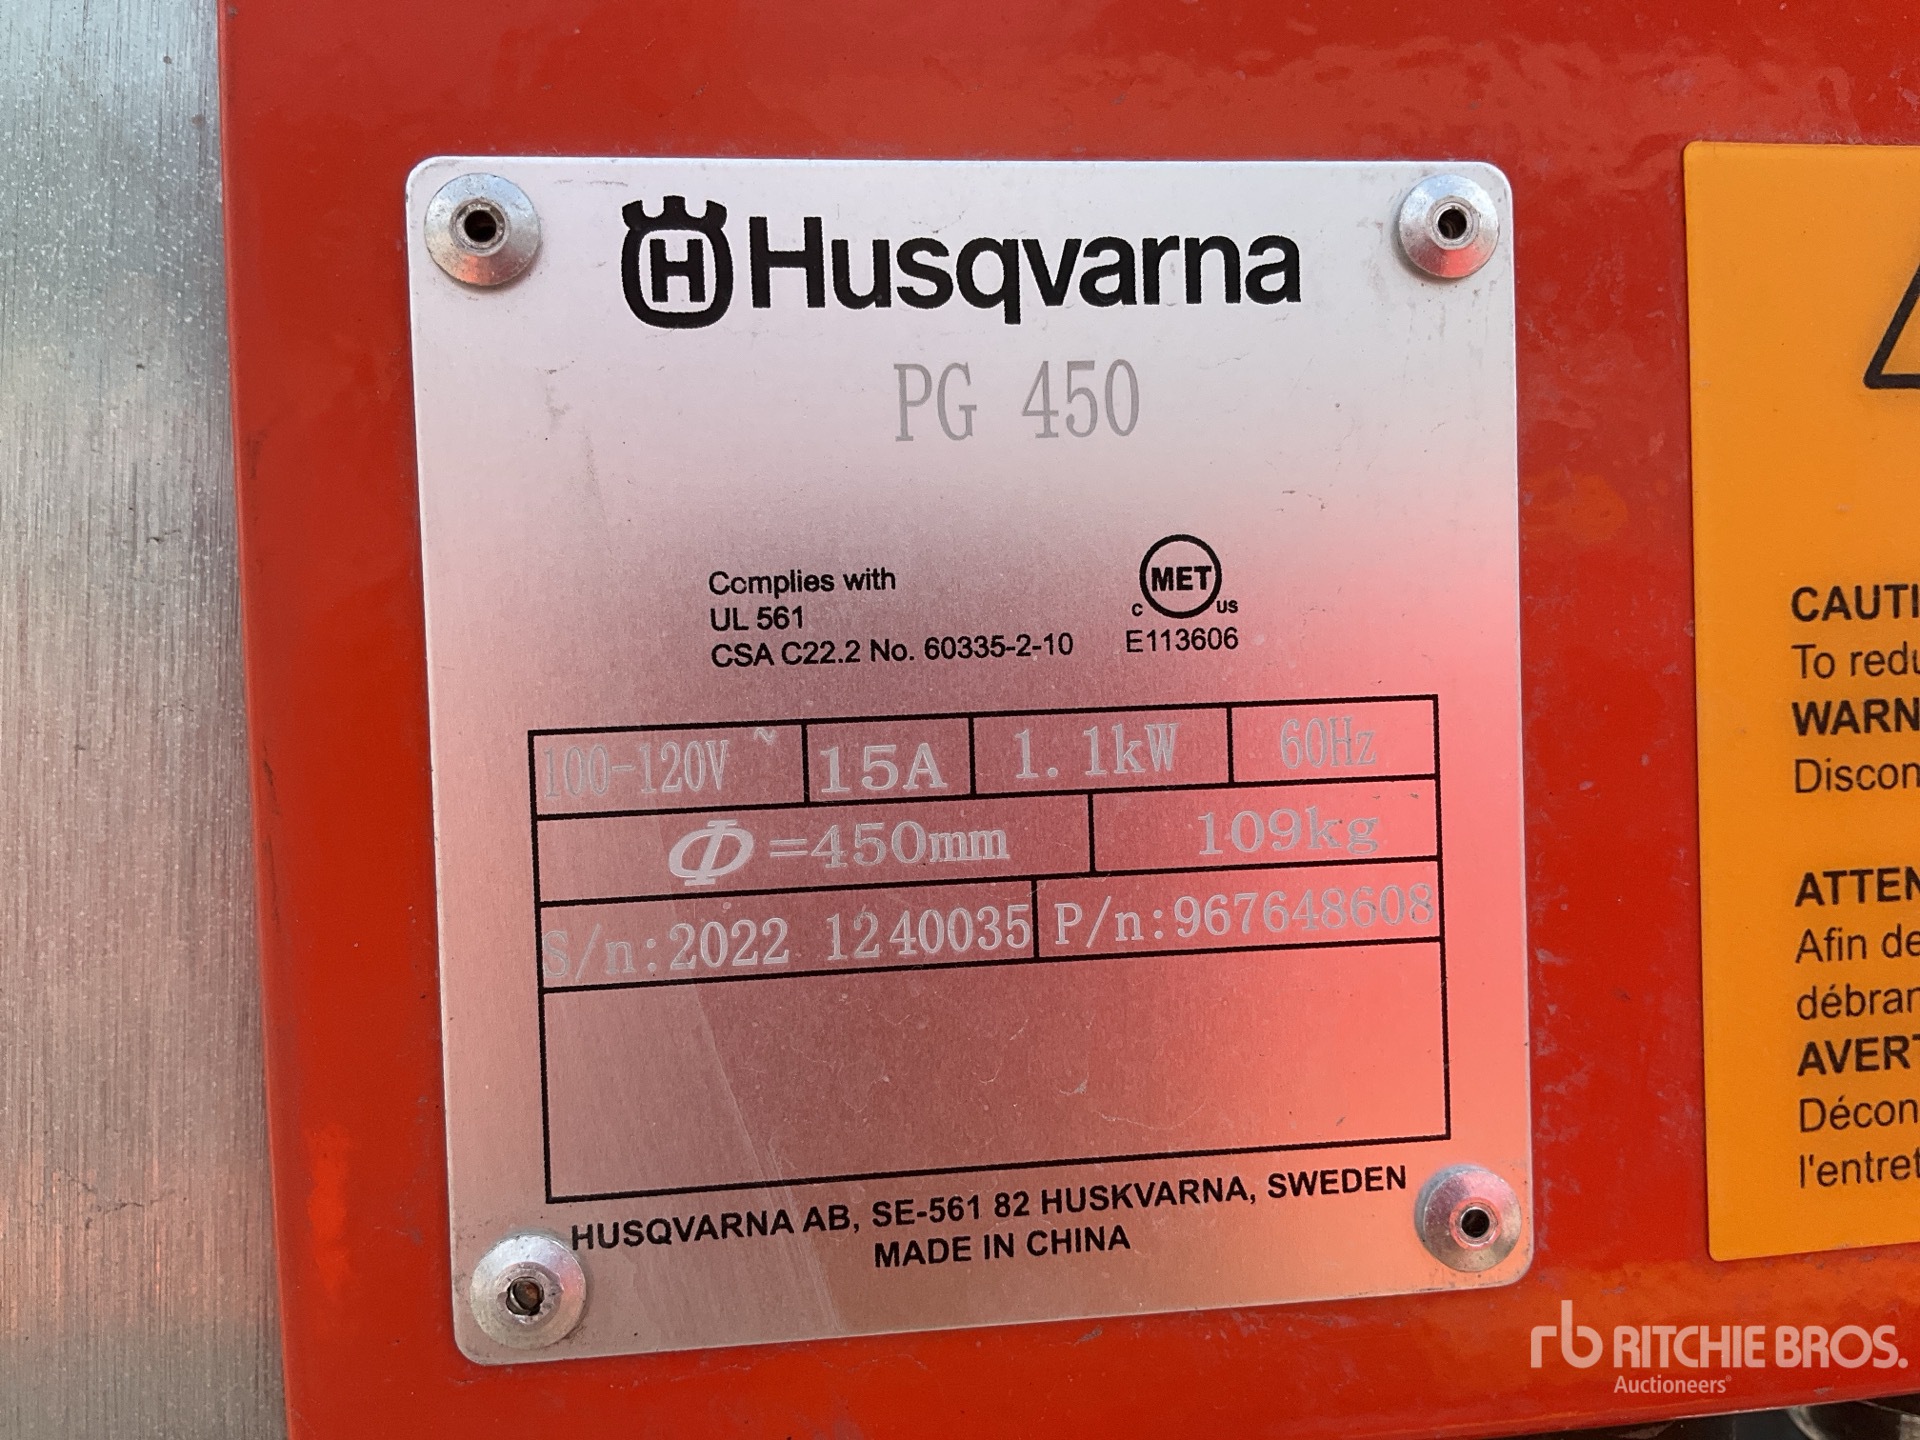 Husqvarna
PG 450
Complies with
UL 561
CSA C22.2 No. 60335-2-10
MET
C US
E113606
100-120V ~ 15A 1.1kW 60Hz
Φ=450mm 109kg
S/n:2022 1240035 P/n:967648608
HUSQVARNA AB, SE-561 82 HUSKVARNA, SWEDEN
MADE IN CHINA
CAUTI
To redu
WARN
Discon
ATTEN
Afin de
débran
AVERT
Décon
l'entret
rb RITCHIE BROS.
Auctioneers